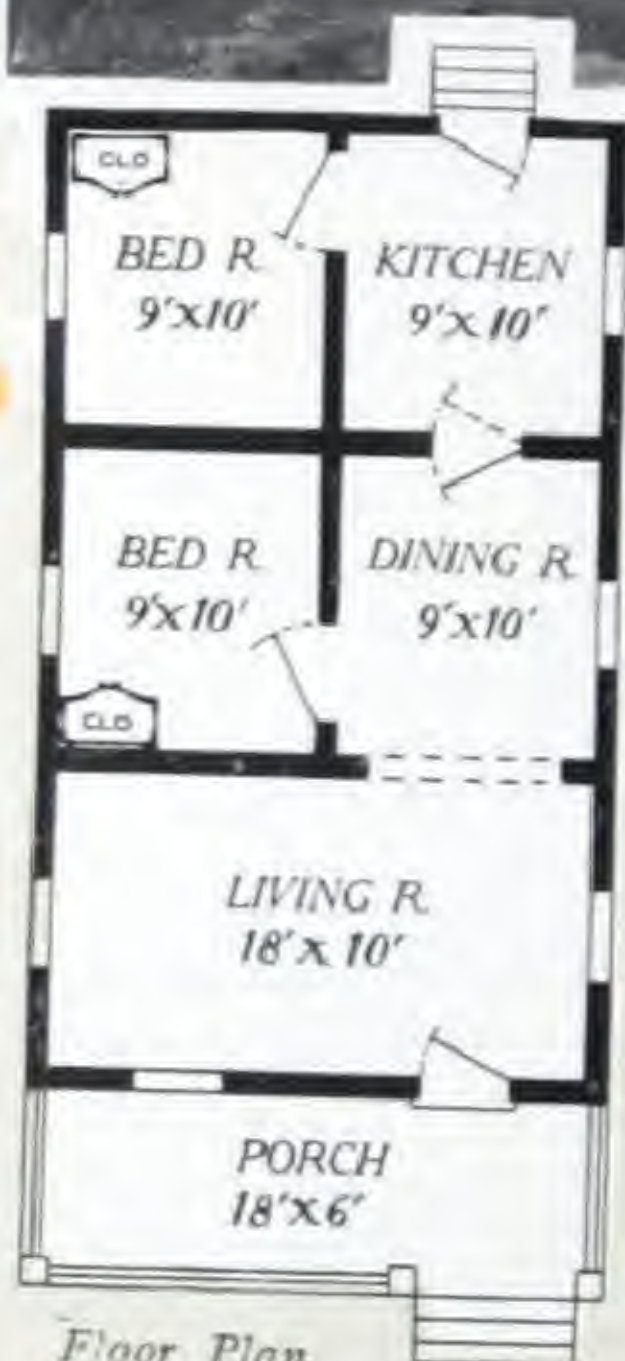 CLO
BED R.
9'x10'
KITCHEN
9'x10'
BED R.
9'x10'
CLO
DINING R.
9'x10'
LIVING R.
18'x10'
PORCH
18'x6'
Floor Plan